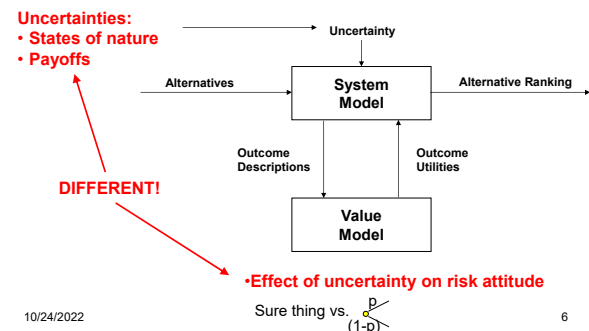 Uncertainties:
• States of nature
• Payoffs
Uncertainty
Alternatives
System
Model
Alternative Ranking
Outcome
Descriptions
Outcome
Utilities
DIFFERENT!
Value
Model
•Effect of uncertainty on risk attitude
Sure thing vs.
p
(1-p)
10/24/2022
6